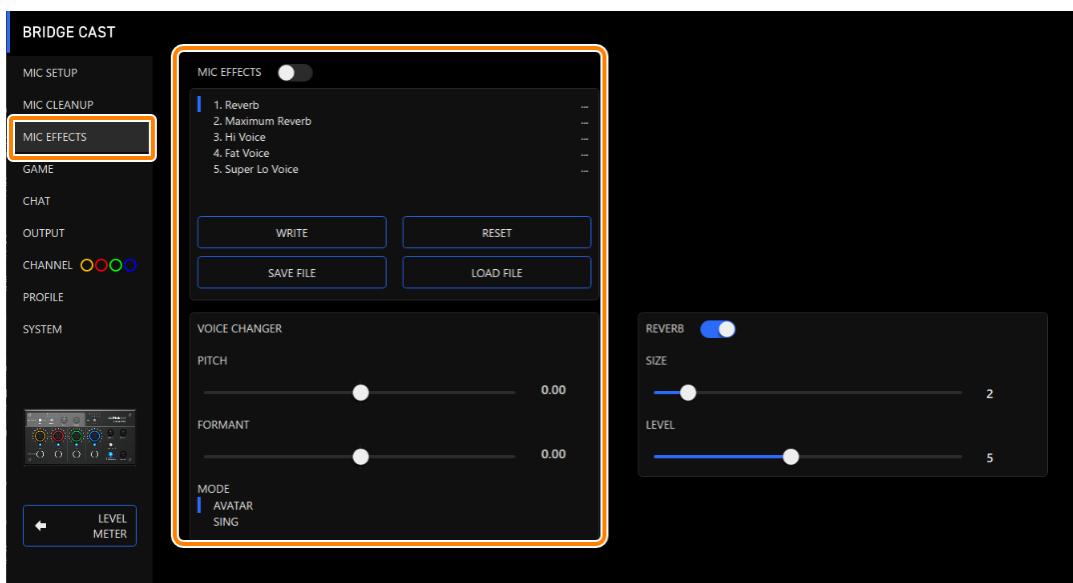 BRIDGE CAST
MIC SETUP
MIC CLEANUP
MIC EFFECTS
GAME
CHAT
OUTPUT
CHANNEL
PROFILE
SYSTEM
LEVEL
METER
MIC EFFECTS
1. Reverb ...
2. Maximum Reverb ...
3. Hi Voice ...
4. Fat Voice ...
5. Super Lo Voice ...
WRITE RESET
SAVE FILE LOAD FILE
VOICE CHANGER
PITCH
0.00
FORMANT
0.00
MODE
AVATAR
SING
REVERB
SIZE
2
LEVEL
5